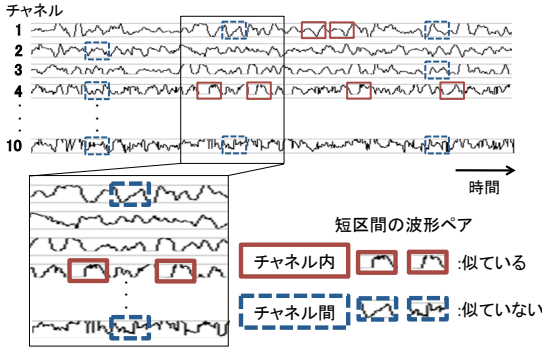 チャネル
1
2
3
4
・
・
・
10
時間
短区間の波形ペア
チャネル内
:似ている
チャネル間
:似ていない